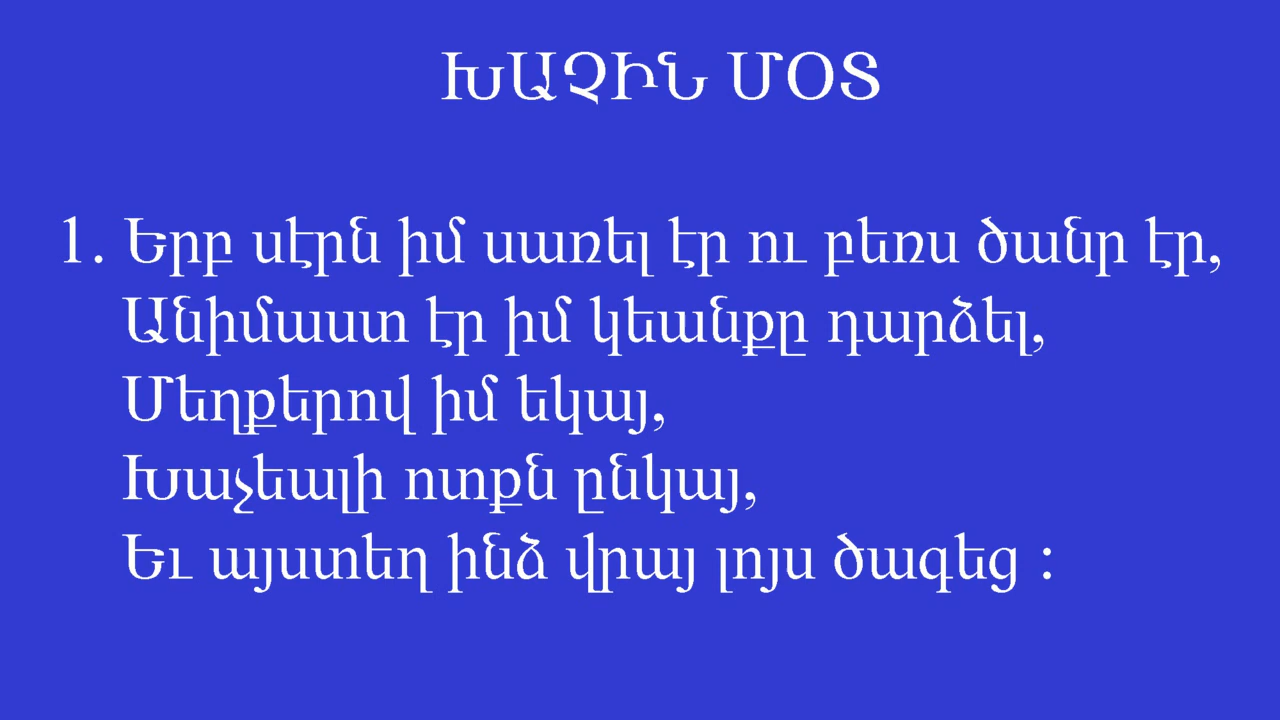 ԽԱՉԻՆ ՄՕՏ
1. Երբ սէրն իմ սառել էր ու բեռս ծանր էր,
Անիմաստ էր իմ կեանքը դարձել,
Մեղքերով իմ եկայ,
Խաչեալի ոտքն ընկայ,
Եւ այստեղ ինձ վրայ լոյս ծագեց :